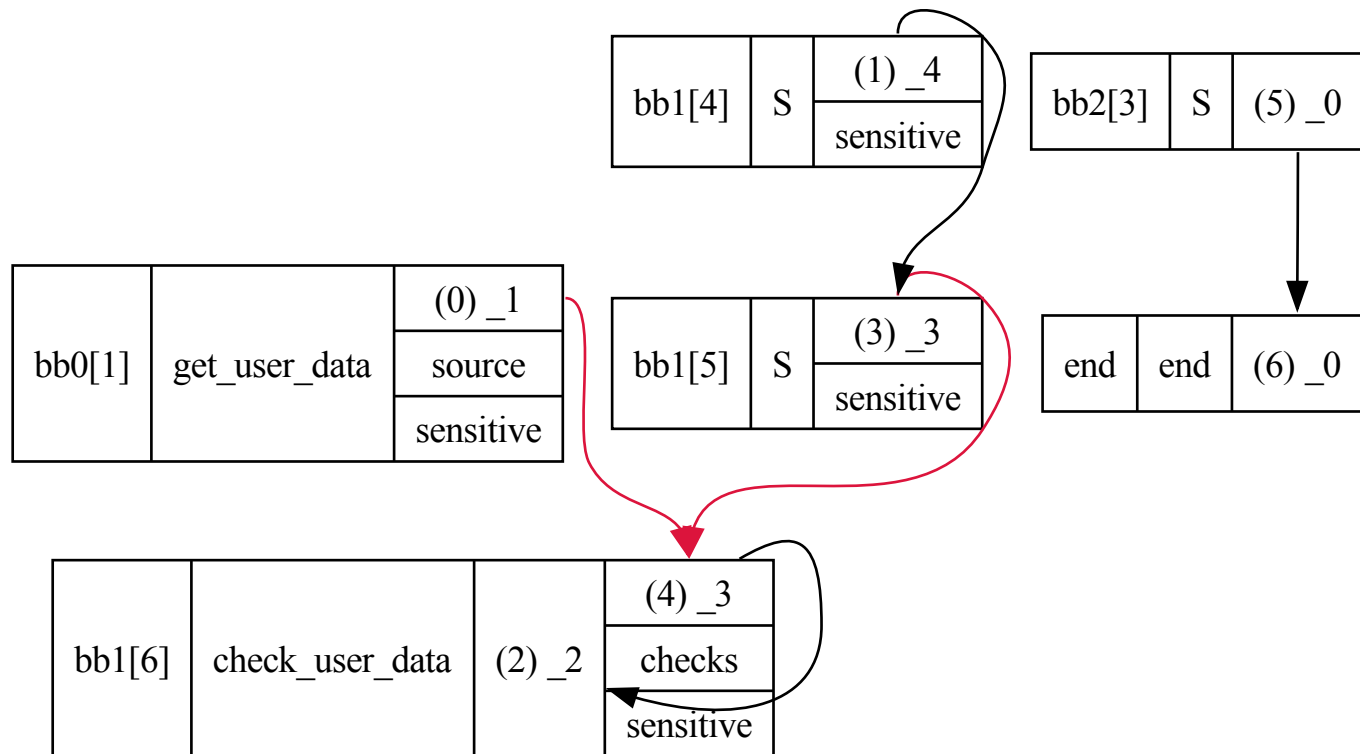 bb1[4] S (1) _4
sensitive
bb2[3] S (5) _0
bb0[1] get_user_data (0) _1
source
sensitive
bb1[5] S (3) _3
sensitive
end end (6) _0
bb1[6] check_user_data (2) _2 (4) _3
checks
sensitive